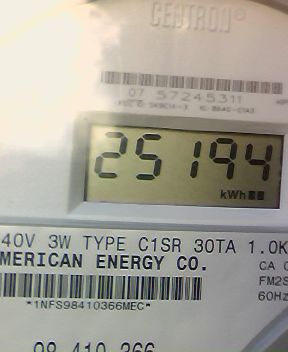 CENTRON®
07 57245311
25194
kWh
40V 3W TYPE C1SR 30TA 1.0K
MERICAN ENERGY CO.
CA
FM2S
60Hz
*1NFS98410366MEC*
98 410 366